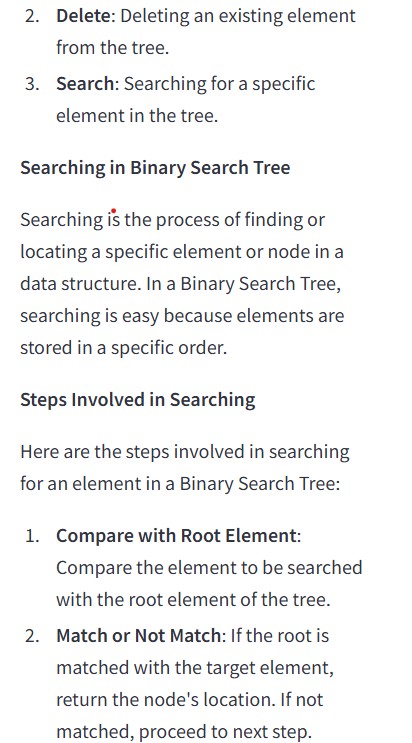 2. Delete: Deleting an existing element
from the tree.
3. Search: Searching for a specific
element in the tree.
Searching in Binary Search Tree
Searching is the process of finding or
locating a specific element or node in a
data structure. In a Binary Search Tree,
searching is easy because elements are
stored in a specific order.
Steps Involved in Searching
Here are the steps involved in searching
for an element in a Binary Search Tree:
1. Compare with Root Element:
Compare the element to be searched
with the root element of the tree.
2. Match or Not Match: If the root is
matched with the target element,
return the node's location. If not
matched, proceed to next step.